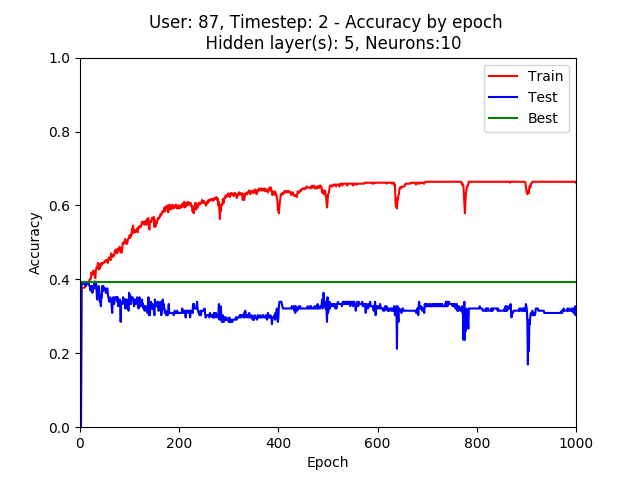 User: 87, Timestep: 2 - Accuracy by epoch
Hidden layer(s): 5, Neurons:10
1.0
0.8
0.6
0.4
0.2
0.0
Accuracy
Train
Test
Best
0 200 400 600 800 1000
Epoch